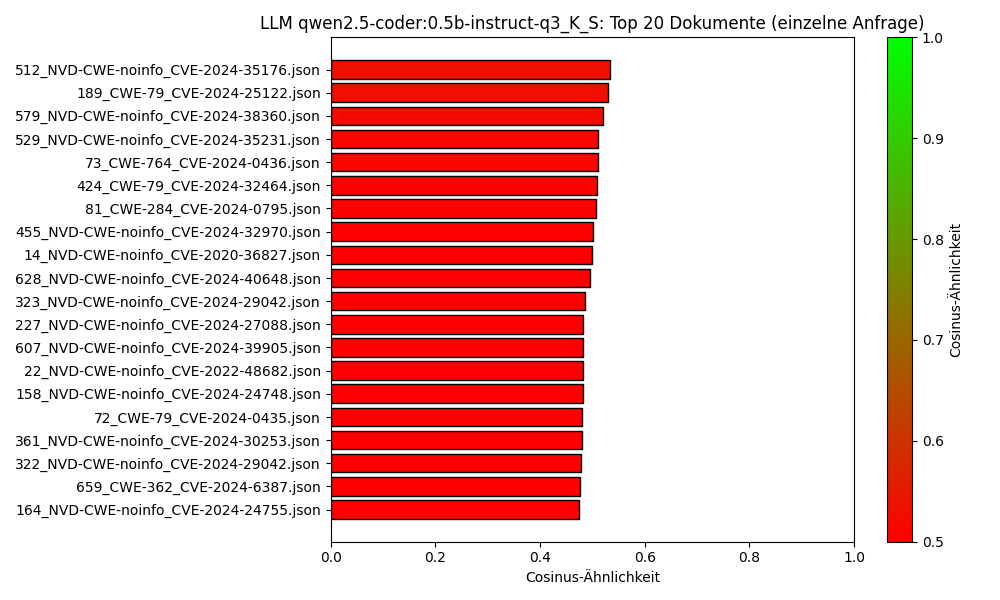 LLM qwen2.5-coder:0.5b-instruct-q3_K_S: Top 20 Dokumente (einzelne Anfrage)
512_NVD-CWE-noinfo_CVE-2024-35176.json
189_CWE-79_CVE-2024-25122.json
579_NVD-CWE-noinfo_CVE-2024-38360.json
529_NVD-CWE-noinfo_CVE-2024-35231.json
73_CWE-764_CVE-2024-0436.json
424_CWE-79_CVE-2024-32464.json
81_CWE-284_CVE-2024-0795.json
455_NVD-CWE-noinfo_CVE-2024-32970.json
14_NVD-CWE-noinfo_CVE-2020-36827.json
628_NVD-CWE-noinfo_CVE-2024-40648.json
323_NVD-CWE-noinfo_CVE-2024-29042.json
227_NVD-CWE-noinfo_CVE-2024-27088.json
607_NVD-CWE-noinfo_CVE-2024-39905.json
22_NVD-CWE-noinfo_CVE-2022-48682.json
158_NVD-CWE-noinfo_CVE-2024-24748.json
72_CWE-79_CVE-2024-0435.json
361_NVD-CWE-noinfo_CVE-2024-30253.json
322_NVD-CWE-noinfo_CVE-2024-29042.json
659_CWE-362_CVE-2024-6387.json
164_NVD-CWE-noinfo_CVE-2024-24755.json
0.0 0.2 0.4 0.6 0.8 1.0
Cosinus-Ähnlichkeit
1.0
0.9
0.8
0.7
0.6
0.5
Cosinus-Ähnlichkeit